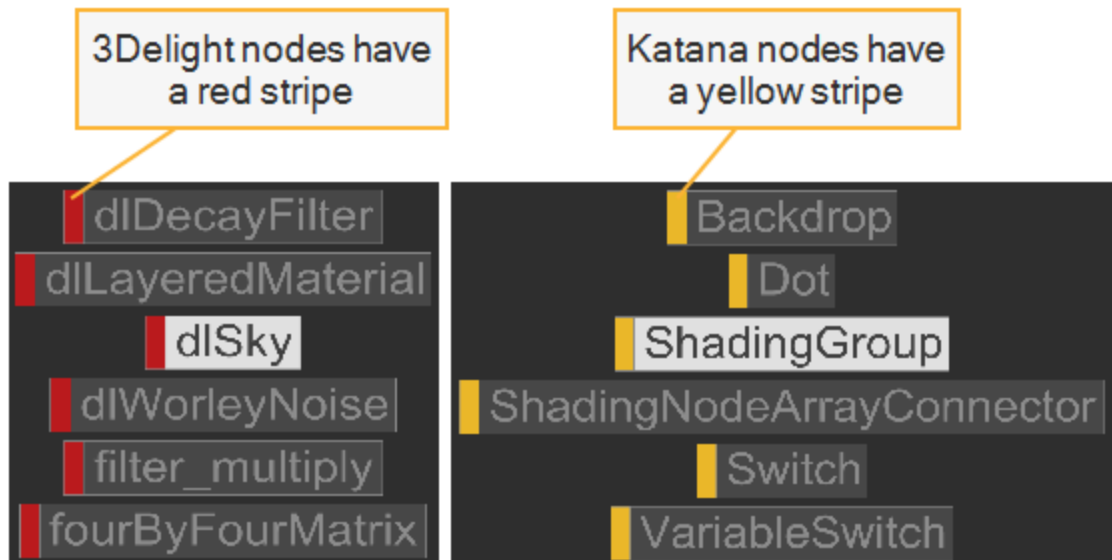 3Delight nodes have
a red stripe
Katana nodes have
a yellow stripe
dlDecayFilter
dlLayeredMaterial
dlSky
dlWorleyNoise
filter_multiply
fourByFourMatrix
Backdrop
Dot
ShadingGroup
ShadingNodeArrayConnector
Switch
VariableSwitch